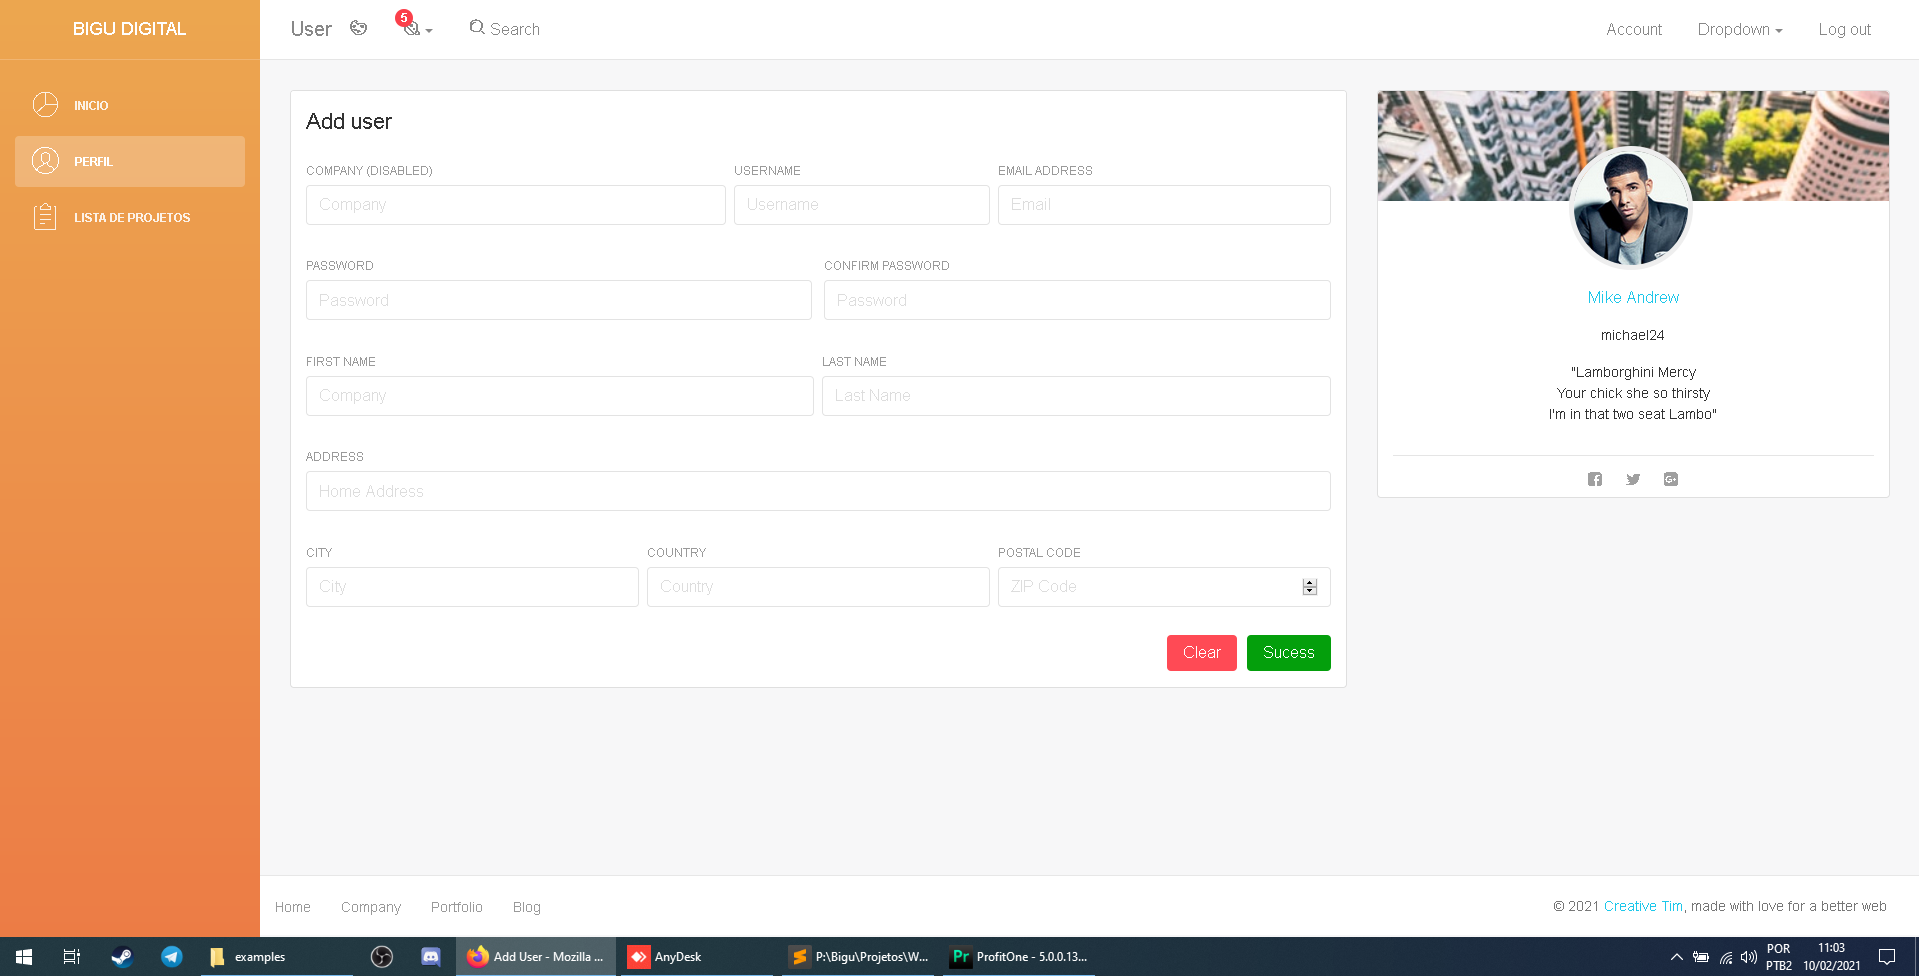 BIGU DIGITAL
User
5
Search
Account
Dropdown
Log out
INICIO
PERFIL
LISTA DE PROJETOS
Add user
COMPANY (DISABLED)
USERNAME
EMAIL ADDRESS
Company
Username
Email
PASSWORD
CONFIRM PASSWORD
Password
Password
FIRST NAME
LAST NAME
Company
Last Name
ADDRESS
Home Address
CITY
COUNTRY
POSTAL CODE
City
Country
ZIP Code
Clear
Sucess
Mike Andrew
michael24
"Lamborghini Mercy
Your chick she so thirsty
I'm in that two seat Lambo"
Home
Company
Portfolio
Blog
© 2021 Creative Tim, made with love for a better web
examples
Add User - Mozilla ...
AnyDesk
P:\Bigu\Projetos\W...
Pr
ProfitOne - 5.0.0.13...
POR
PTB2
11:03
10/02/2021